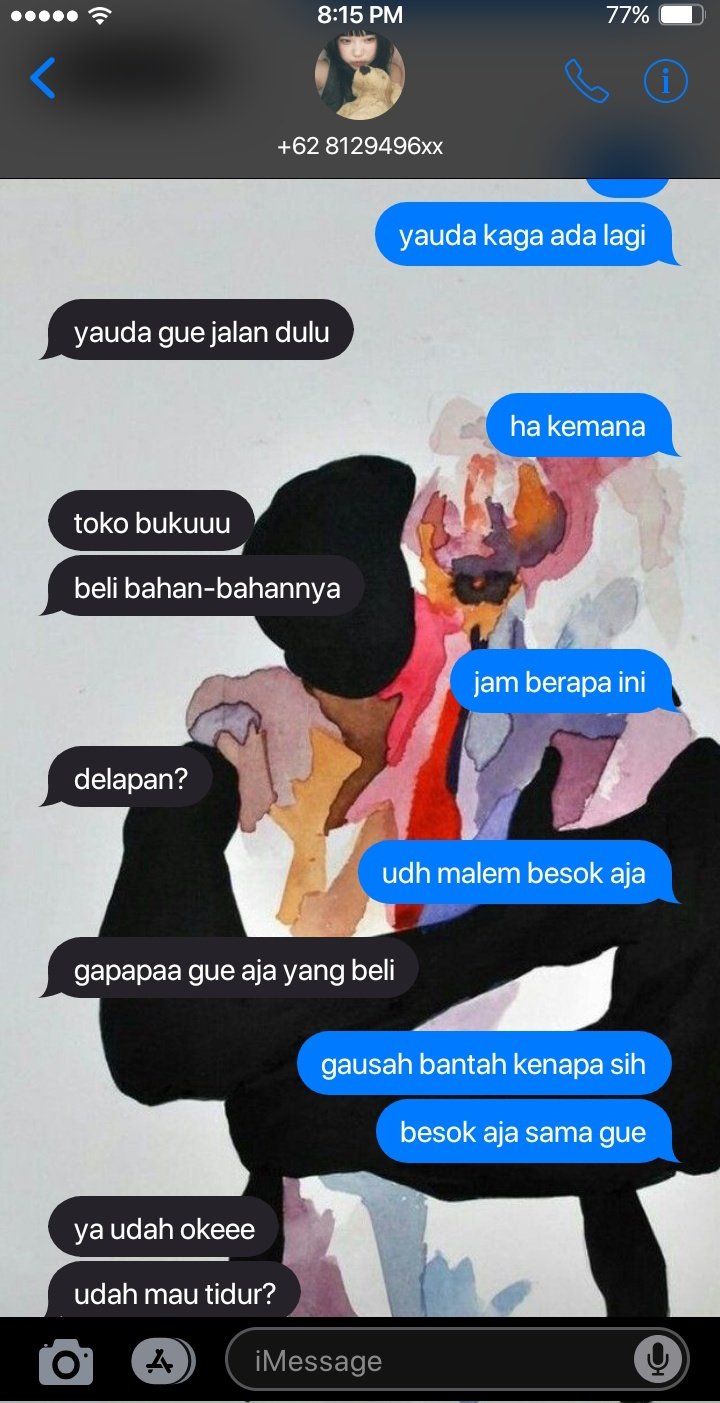 8:15 PM
77%
+62 8129496xx
yauda kaga ada lagi
yauda gue jalan dulu
ha kemana
toko bukuuu
beli bahan-bahannya
jam berapa ini
delapan?
udh malem besok aja
gapapaa gue aja yang beli
gausah bantah kenapa sih
besok aja sama gue
ya udah okeee
udah mau tidur?
iMessage